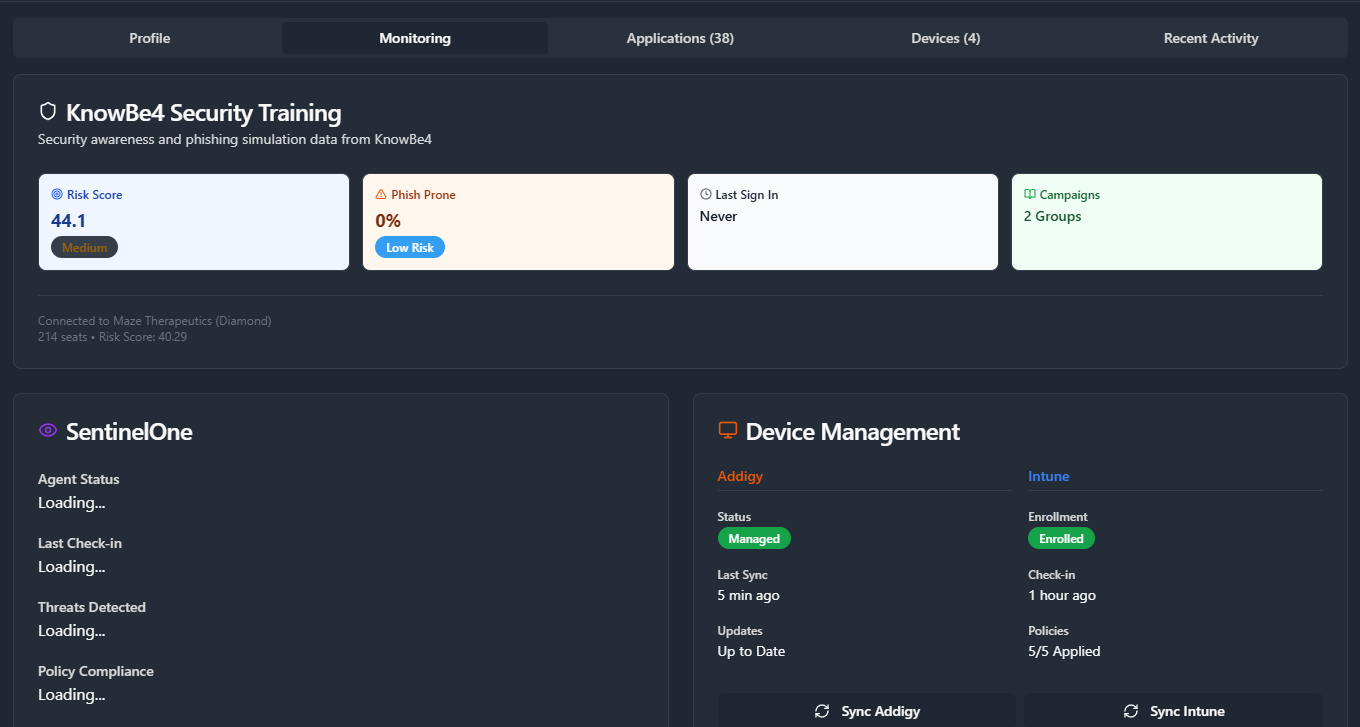 Profile
Monitoring
Applications (38)
Devices (4)
Recent Activity
KnowBe4 Security Training
Security awareness and phishing simulation data from KnowBe4
Risk Score
44.1
Medium
Phish Prone
0%
Low Risk
Last Sign In
Never
Campaigns
2 Groups
Connected to Maze Therapeutics (Diamond)
214 seats • Risk Score: 40.29
SentinelOne
Agent Status
Loading...
Last Check-in
Loading...
Threats Detected
Loading...
Policy Compliance
Loading...
Device Management
Addigy
Status
Managed
Last Sync
5 min ago
Updates
Up to Date
Sync Addigy
Intune
Enrollment
Enrolled
Check-in
1 hour ago
Policies
5/5 Applied
Sync Intune